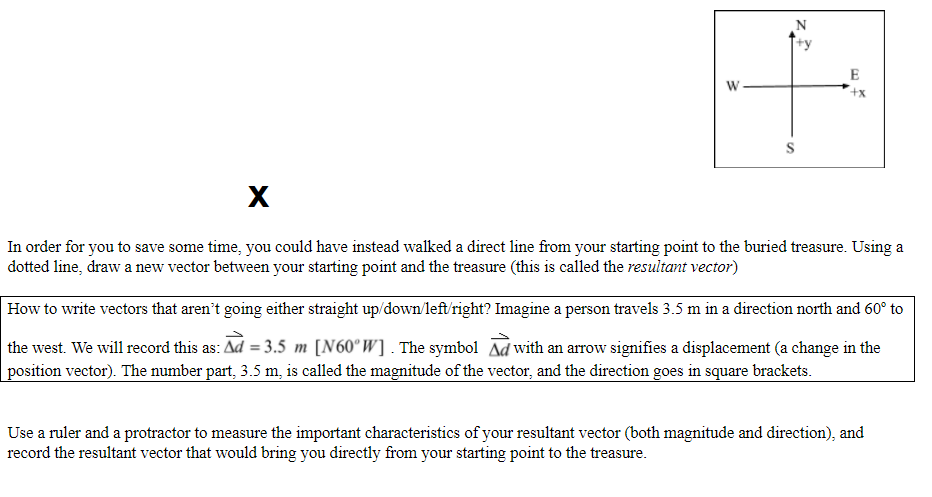 N
+y
E
W
+x
S
X
In order for you to save some time, you could have instead walked a direct line from your starting point to the buried treasure. Using a
dotted line, draw a new vector between your starting point and the treasure (this is called the resultant vector)
How to write vectors that aren't going either straight up/down/left/right? Imagine a person travels 3.5 m in a direction north and 60° to
the west. We will record this as: Δd⃗ = 3.5 m [N60°W] . The symbol Δd⃗ with an arrow signifies a displacement (a change in the
position vector). The number part, 3.5 m, is called the magnitude of the vector, and the direction goes in square brackets.
Use a ruler and a protractor to measure the important characteristics of your resultant vector (both magnitude and direction), and
record the resultant vector that would bring you directly from your starting point to the treasure.